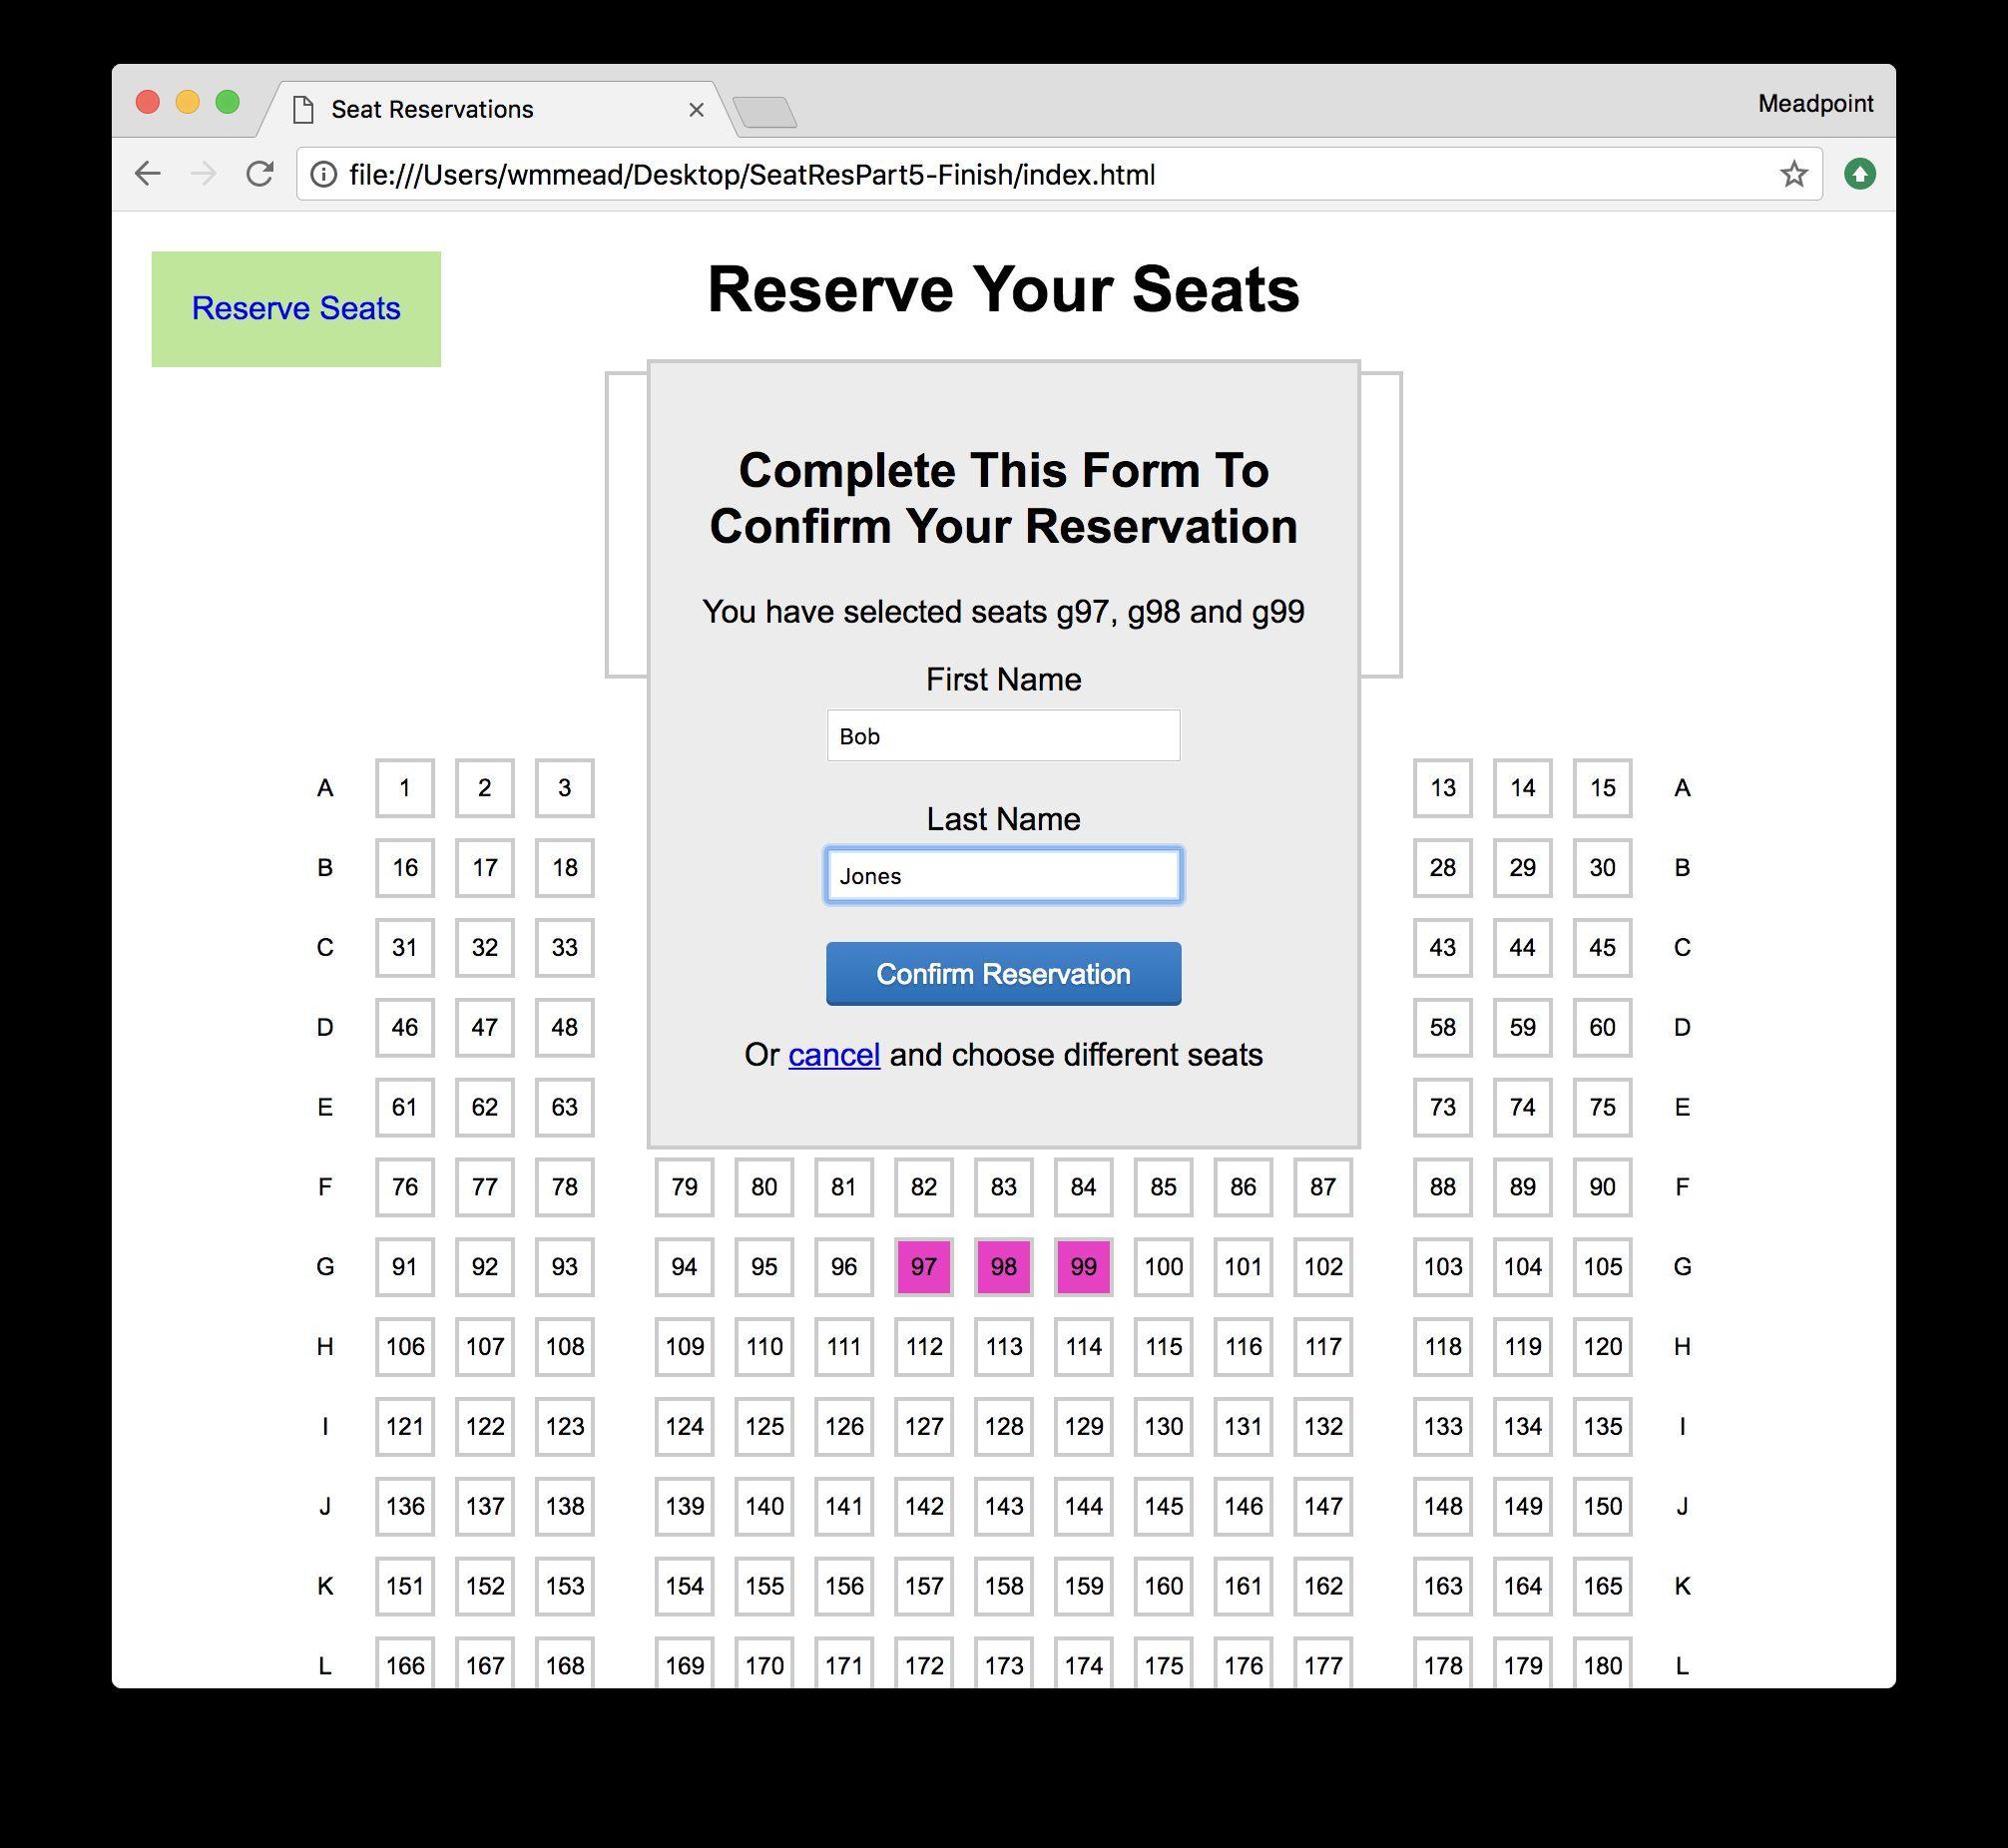 Seat Reservations
Meadpoint
file:///Users/wmmead/Desktop/SeatResPart5-Finish/index.html
Reserve Seats
Reserve Your Seats
Complete This Form To
Confirm Your Reservation
You have selected seats g97, g98 and g99
First Name
Bob
Last Name
Jones
Confirm Reservation
Or cancel and choose different seats
A 1 2 3 13 14 15 A
B 16 17 18 28 29 30 B
C 31 32 33 43 44 45 C
D 46 47 48 58 59 60 D
E 61 62 63 73 74 75 E
F 76 77 78 79 80 81 82 83 84 85 86 87 88 89 90 F
G 91 92 93 94 95 96 97 98 99 100 101 102 103 104 105 G
H 106 107 108 109 110 111 112 113 114 115 116 117 118 119 120 H
I 121 122 123 124 125 126 127 128 129 130 131 132 133 134 135 I
J 136 137 138 139 140 141 142 143 144 145 146 147 148 149 150 J
K 151 152 153 154 155 156 157 158 159 160 161 162 163 164 165 K
L 166 167 168 169 170 171 172 173 174 175 176 177 178 179 180 L